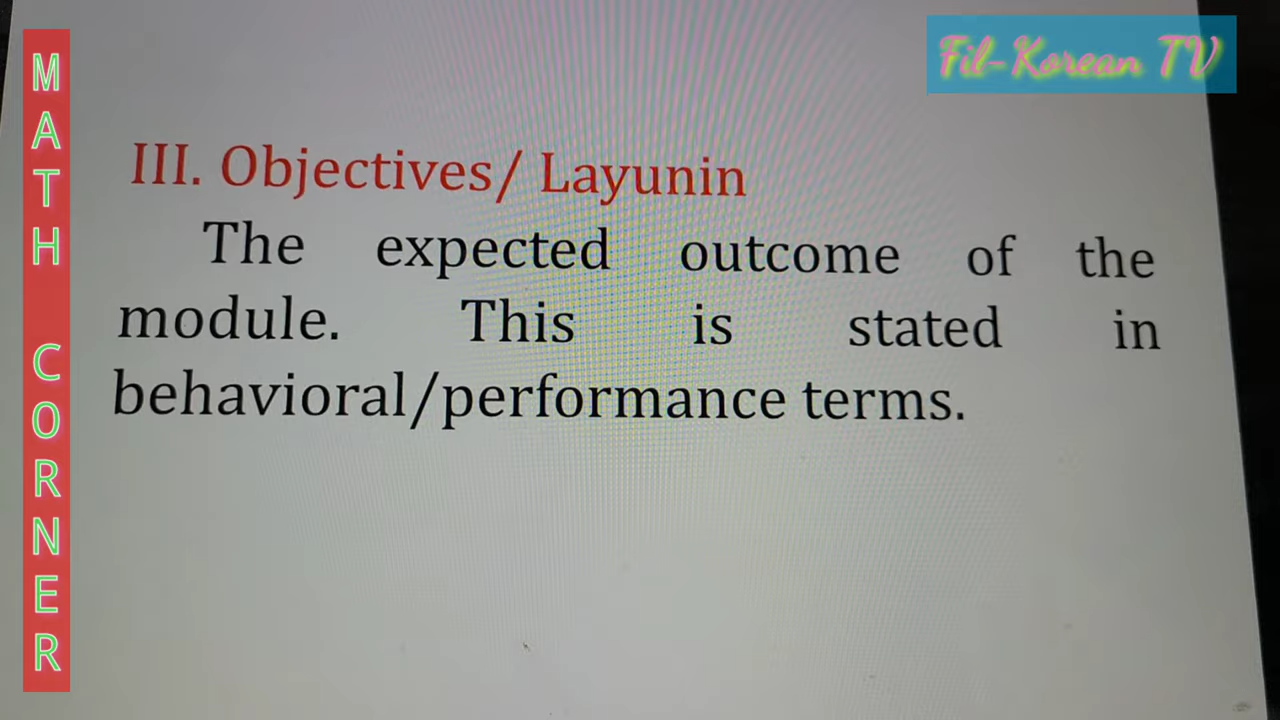 MATH CORNER
Fil-Korean TV
III. Objectives/ Layunin
The expected outcome of the
module. This is stated in
behavioral/performance terms.